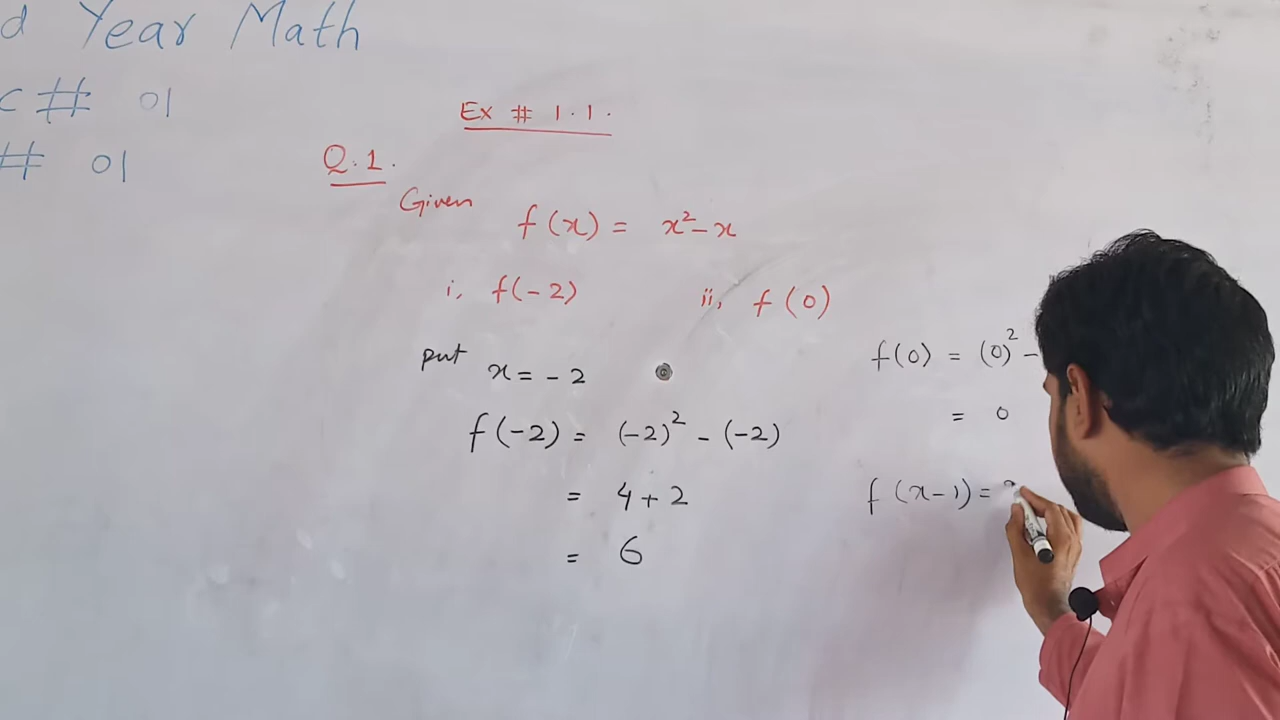 d Year Math
c # 01
# 01
Ex # 1.1.
Q.1.
Given
f(x) = x² - x
i, f(-2) ii, f(0)
put x = -2
f(-2) = (-2)² - (-2)
= 4 + 2
= 6
f(0) = (0)² -
= 0
f(x-1) =